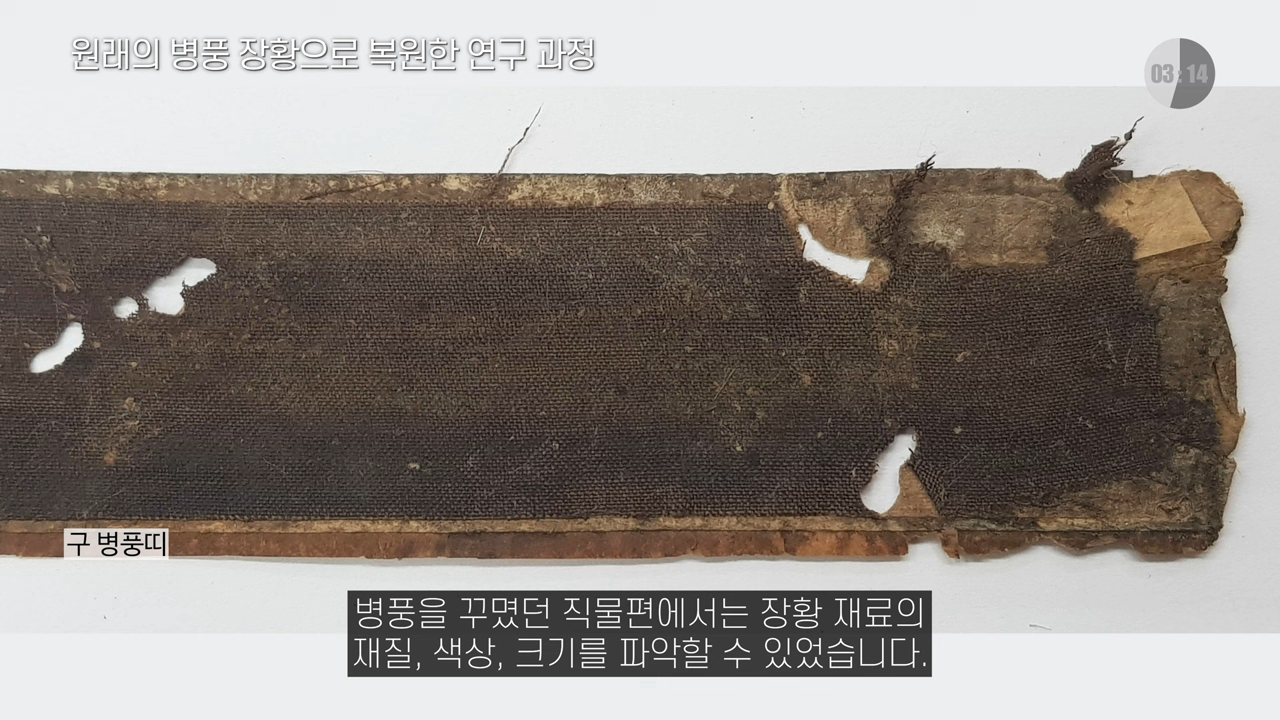 원래의 병풍 장황으로 복원한 연구 과정
03:14
구 병풍띠
병풍을 꾸몄던 직물편에서는 장황 재료의
재질, 색상, 크기를 파악할 수 있었습니다.